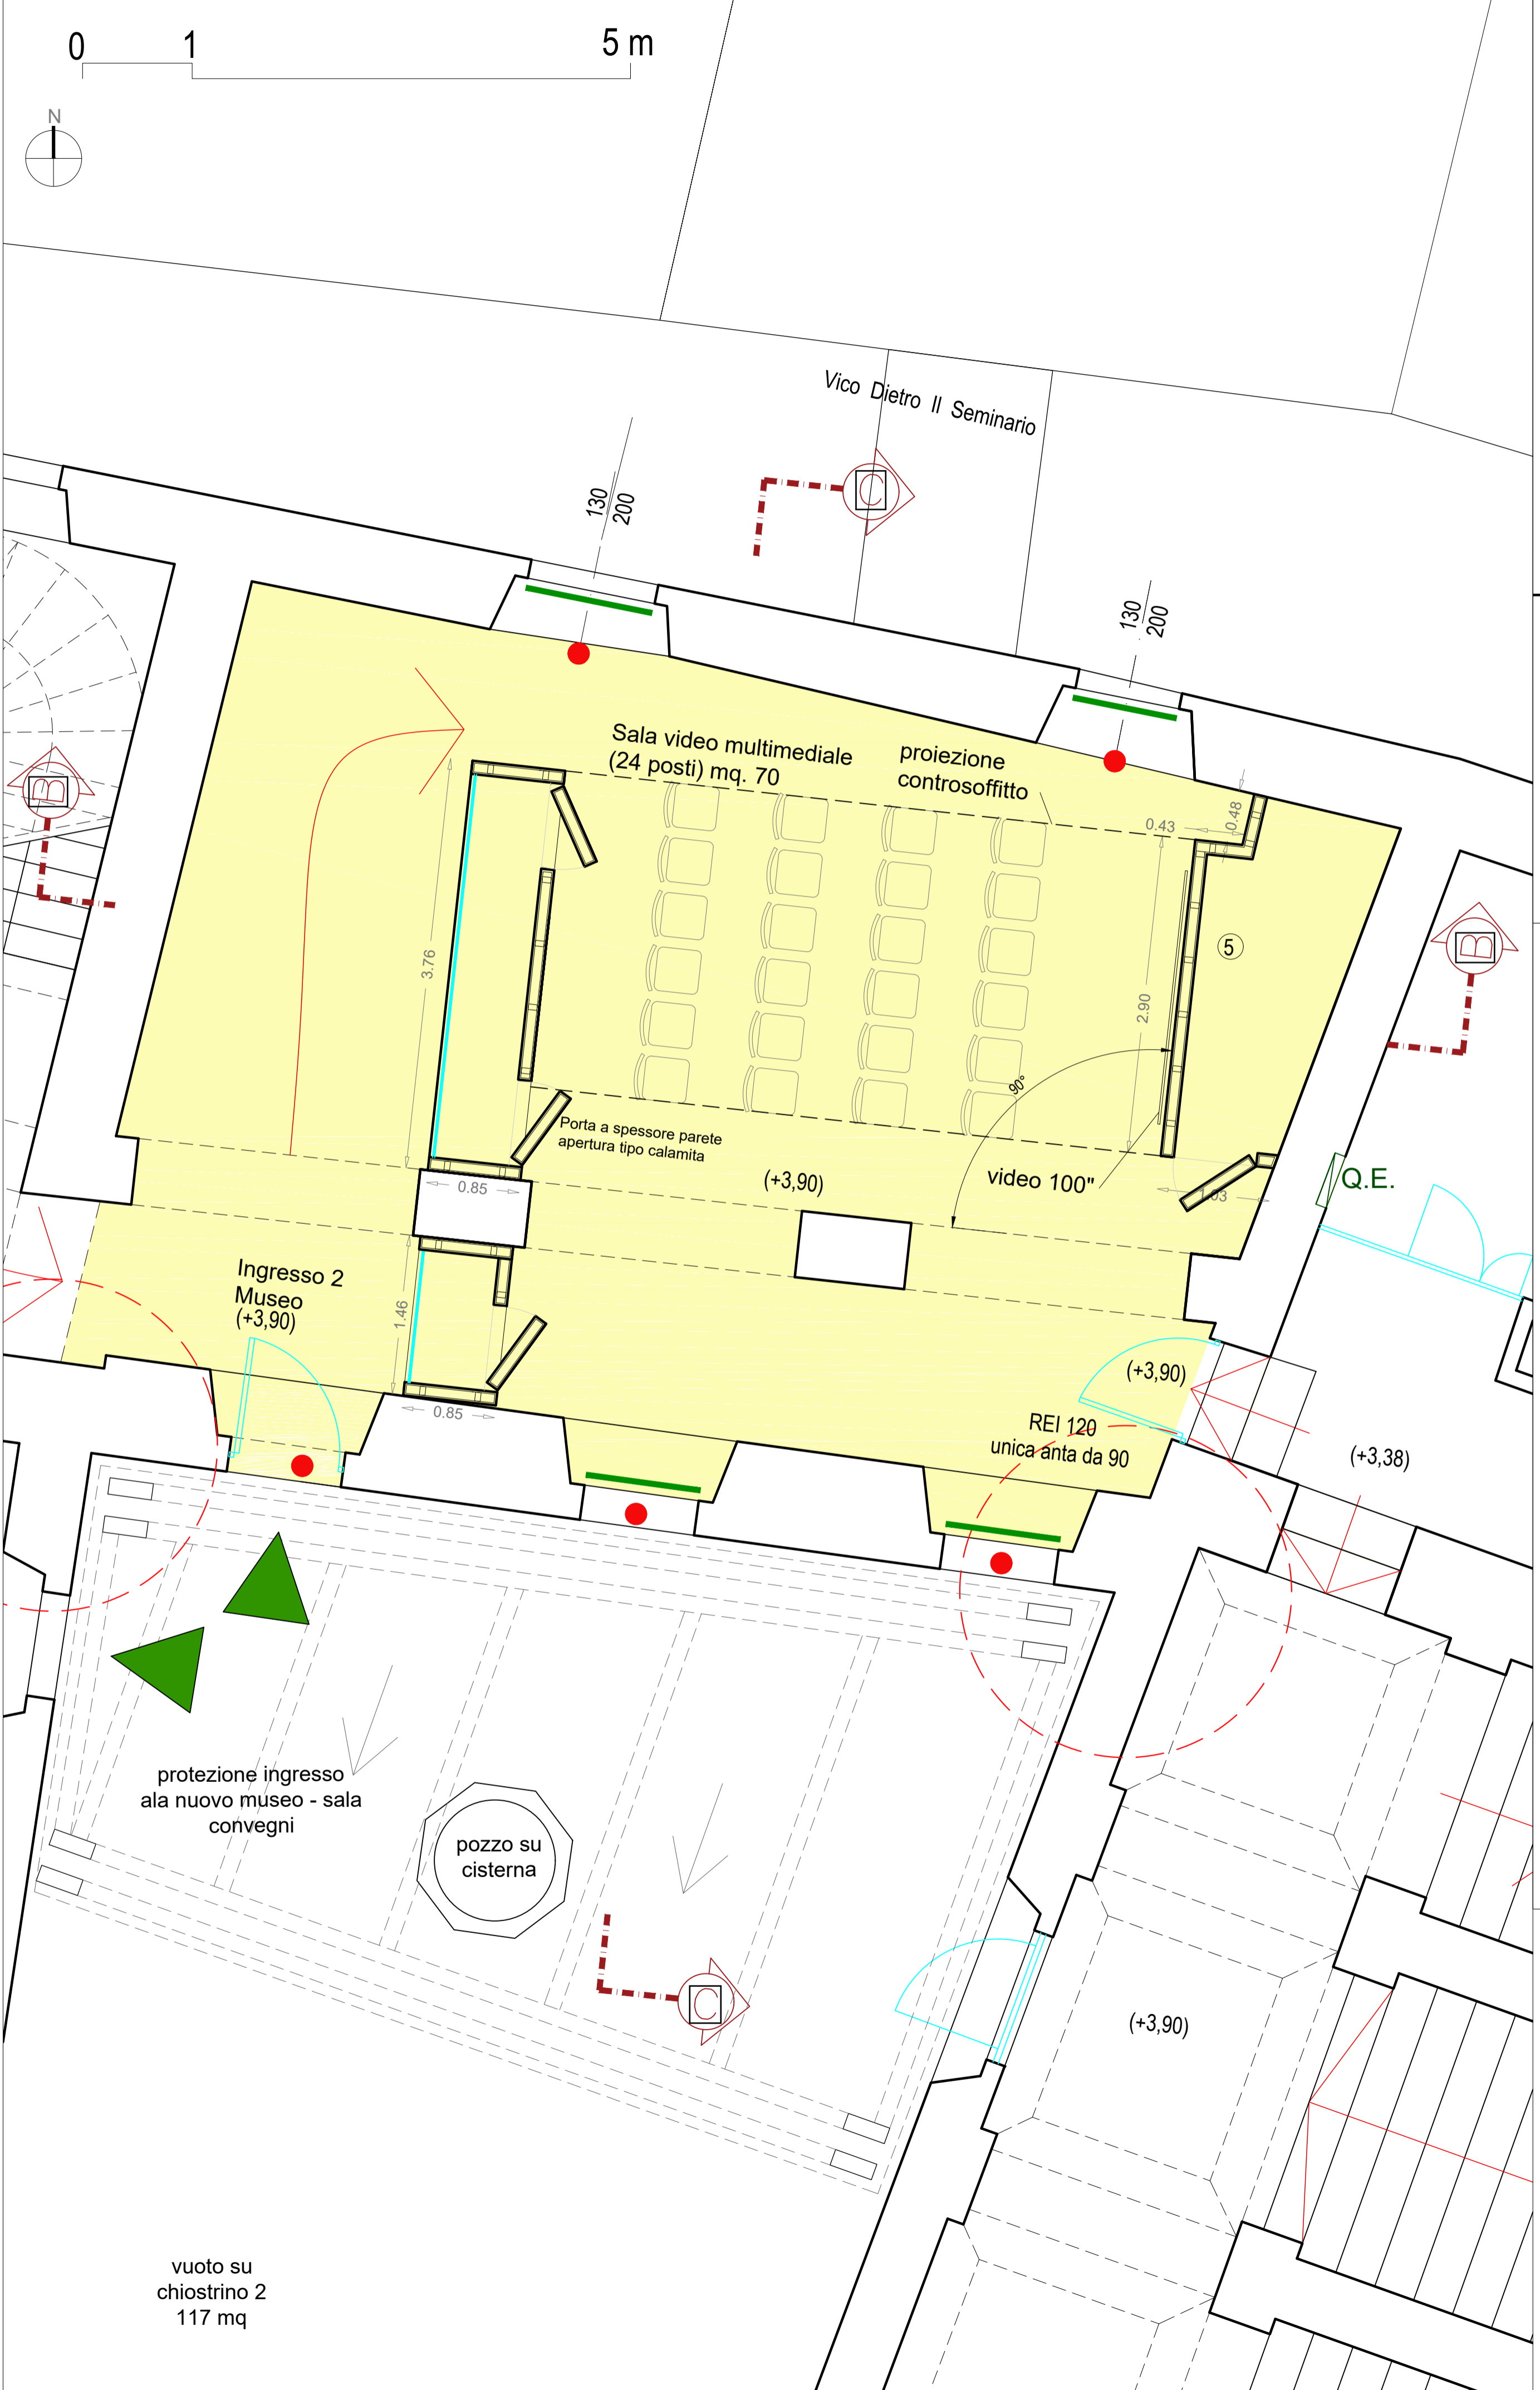 0 1 5 m
N
Vico Dietro Il Seminario
C
130
200
130
200
B
Sala video multimediale
(24 posti) mq. 70
proiezione
controsoffitto
0.43
0.48
5
B
3.76
2.90
90°
Porta a spessore parete
apertura tipo calamita
(+3,90)
video 100"
Q.E.
0.85
1.03
Ingresso 2
Museo
(+3,90)
1.46
0.85
(+3,90)
REI 120
unica anta da 90
(+3,38)
protezione ingresso
ala nuovo museo - sala
convegni
pozzo su
cisterna
C
(+3,90)
vuoto su
chiostrino 2
117 mq